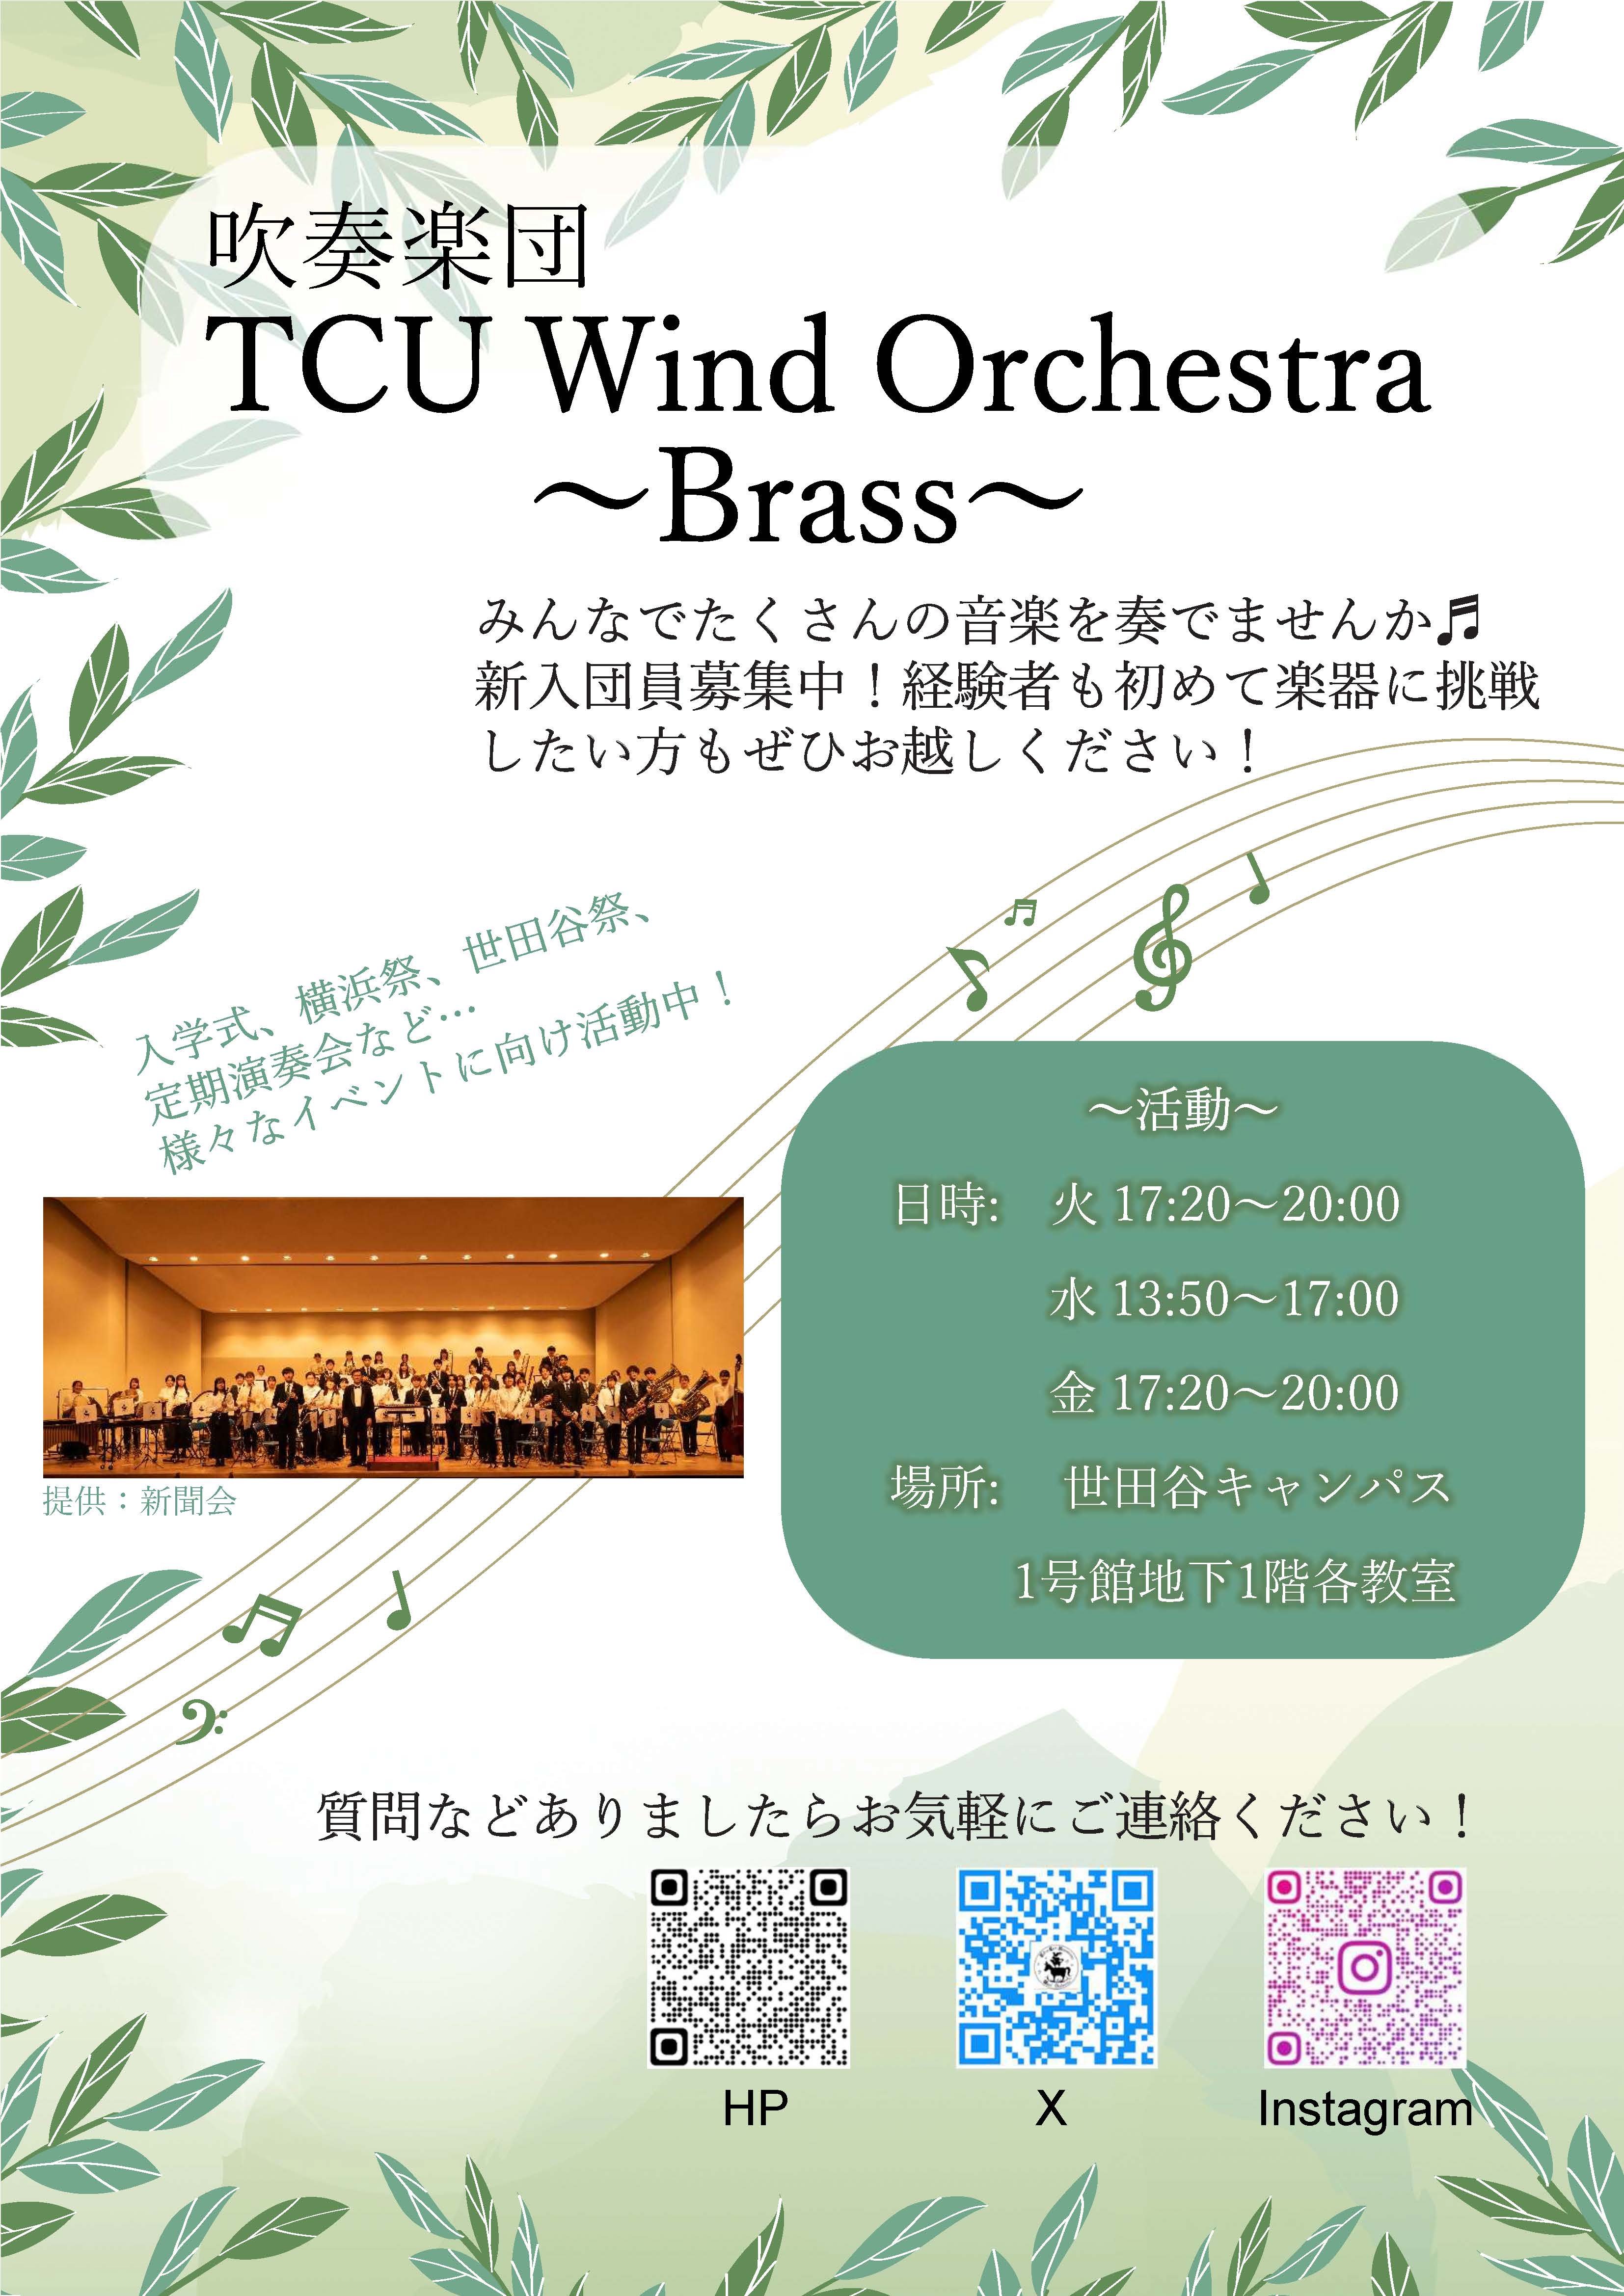 吹奏楽団
TCU Wind Orchestra
～Brass～
みんなでたくさんの音楽を奏でませんか♬
新入団員募集中！経験者も初めて楽器に挑戦
したい方もぜひお越しください！
入学式、横浜祭、世田谷祭、
定期演奏会など…
様々なイベントに向け活動中！
提供：新聞会
～活動～
日時: 火 17:20～20:00
水 13:50～17:00
金 17:20～20:00
場所: 世田谷キャンパス
1号館地下1階各教室
質問などありましたらお気軽にご連絡ください！
HP
X
Instagram